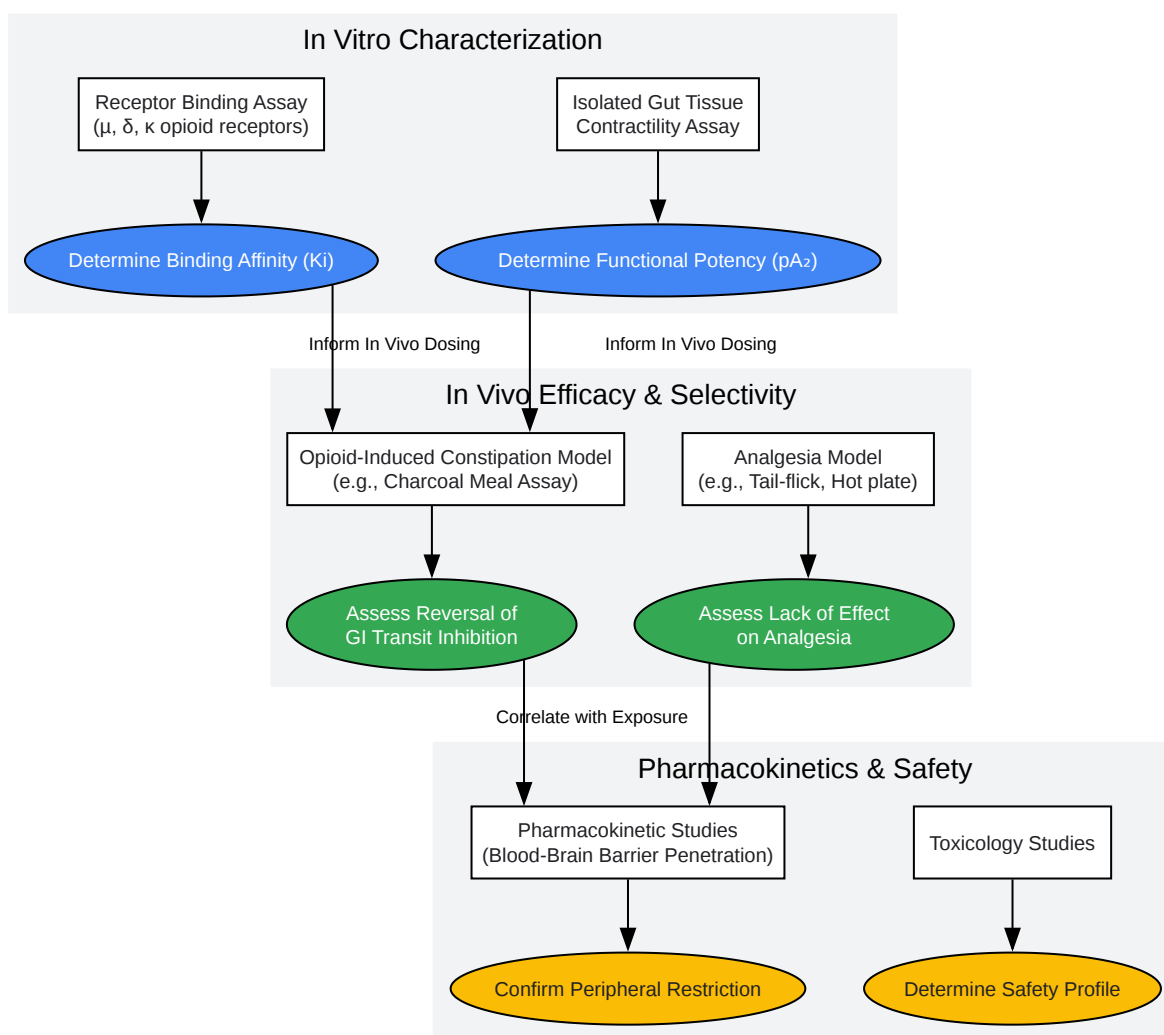 In Vitro Characterization
Receptor Binding Assay
(μ, δ, κ opioid receptors)
Isolated Gut Tissue
Contractility Assay
Determine Binding Affinity (Ki)
Determine Functional Potency (pA₂)
Inform In Vivo Dosing
Inform In Vivo Dosing
In Vivo Efficacy & Selectivity
Opioid-Induced Constipation Model
(e.g., Charcoal Meal Assay)
Analgesia Model
(e.g., Tail-flick, Hot plate)
Assess Reversal of
GI Transit Inhibition
Assess Lack of Effect
on Analgesia
Correlate with Exposure
Pharmacokinetics & Safety
Pharmacokinetic Studies
(Blood-Brain Barrier Penetration)
Toxicology Studies
Confirm Peripheral Restriction
Determine Safety Profile